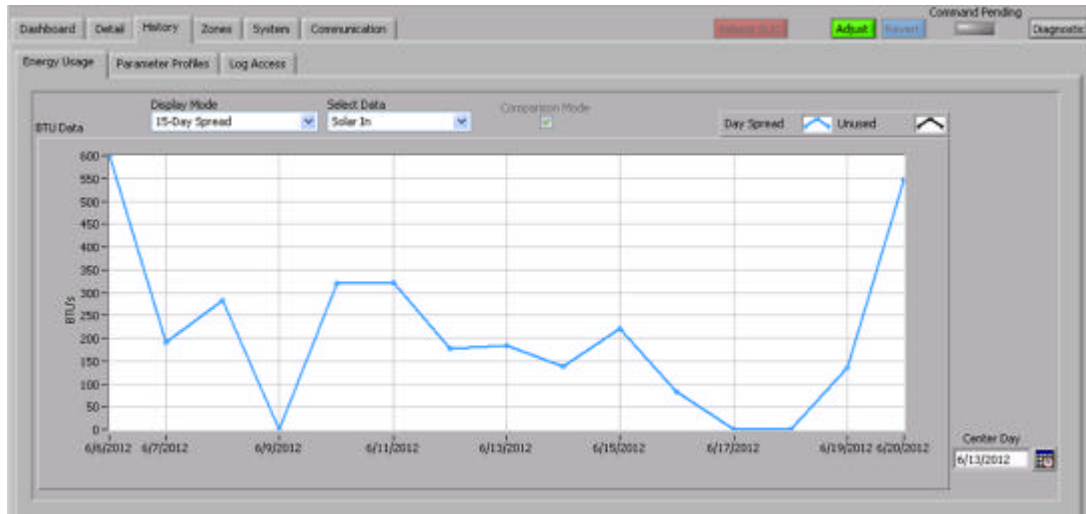 Command Pending
Dashboard Detail History Zones System Communication Adjust Revert Diagnostic
Energy Usage Parameter Profiles Log Access
Display Mode Select Data Comparison Mode
BTU Data 15-Day Spread Solar In Day Spread Unused
600
550
500
450
400
350
300
250
200
150
100
50
0
BTU's
6/6/2012 6/7/2012 6/9/2012 6/11/2012 6/13/2012 6/15/2012 6/17/2012 6/19/2012 6/20/2012
Center Day
6/13/2012